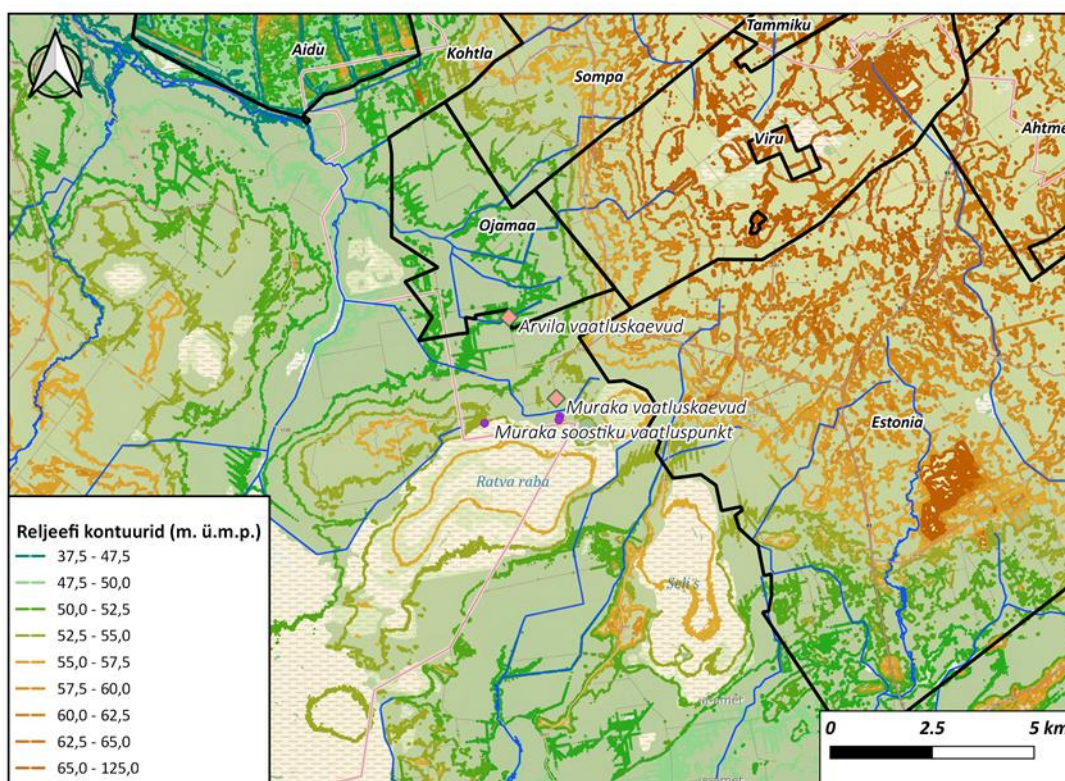 Aidu
Kohtla
Tammiku
Sompa
Viru
Ahtme
Ojamaa
Arvila vaatluskaevud
Muraka vaatluskaevud
Muraka soostiku vaatluspunkt
Estonia
Ratva raba
Reljeefi kontuurid (m. ü.m.p.)
37,5 - 47,5
47,5 - 50,0
50,0 - 52,5
52,5 - 55,0
55,0 - 57,5
57,5 - 60,0
60,0 - 62,5
62,5 - 65,0
65,0 - 125,0
0 2.5 5 km